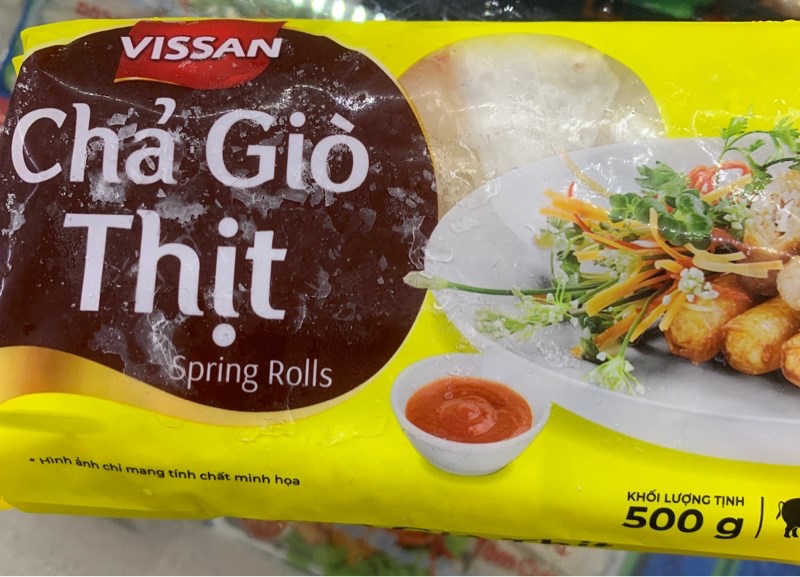 VISSAN
Chả Giò
Thịt
Spring Rolls
• Hình ảnh chỉ mang tính chất minh họa
KHỐI LƯỢNG TỊNH
500 g